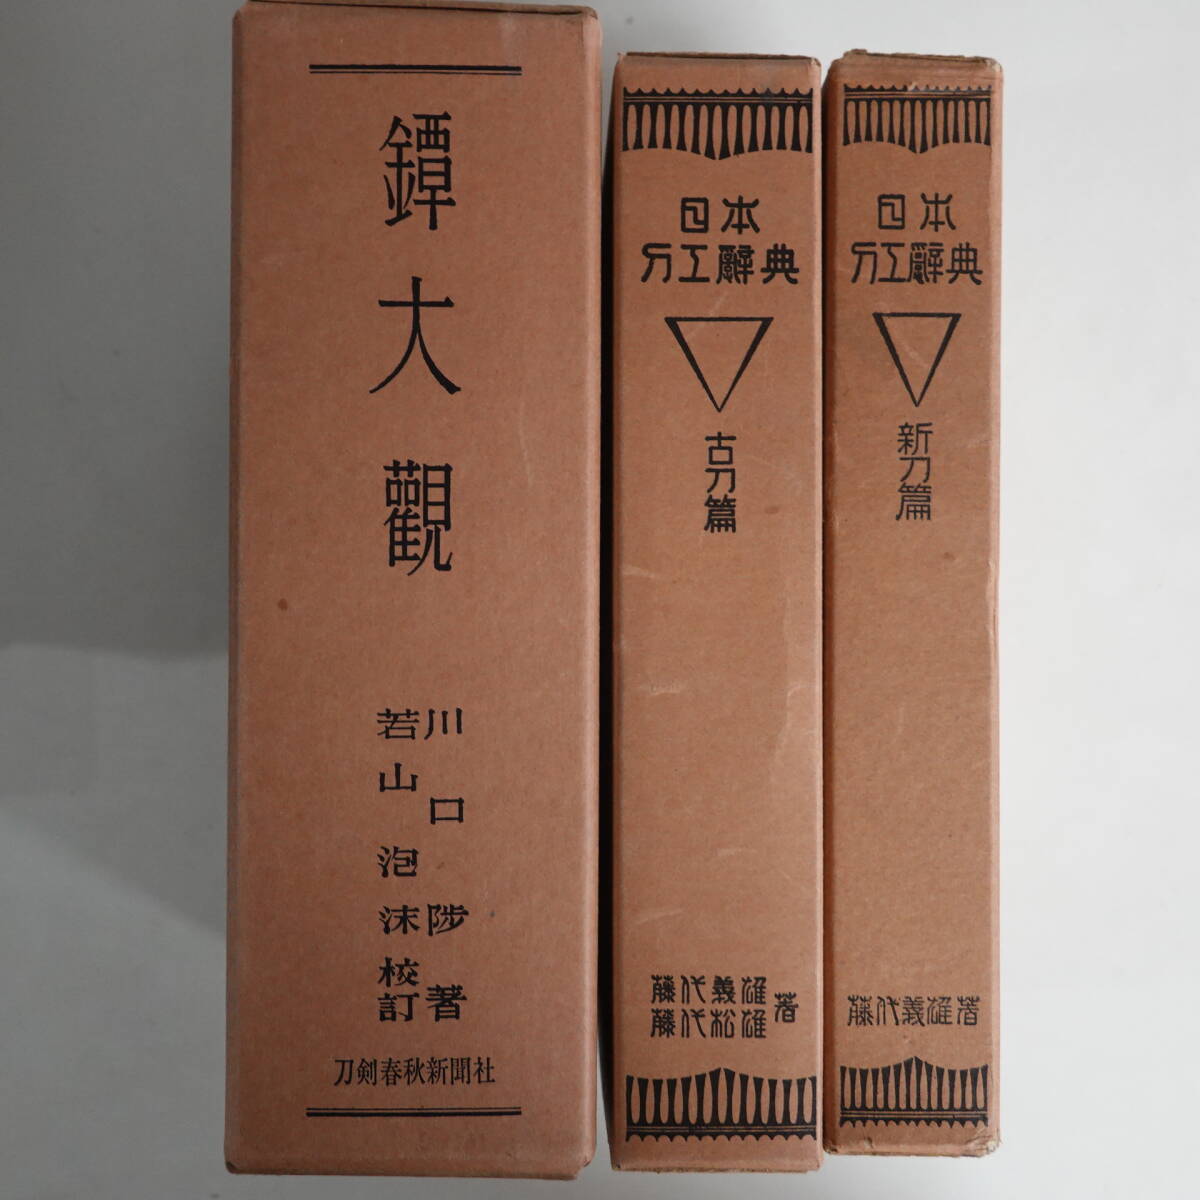 鐔大觀
川口陟著
若山泡沫校訂
刀剣春秋新聞社
日本
刀工辭典
古刀篇
藤代義雄
藤代松雄
著
日本
刀工辭典
新刀篇
藤代義雄著